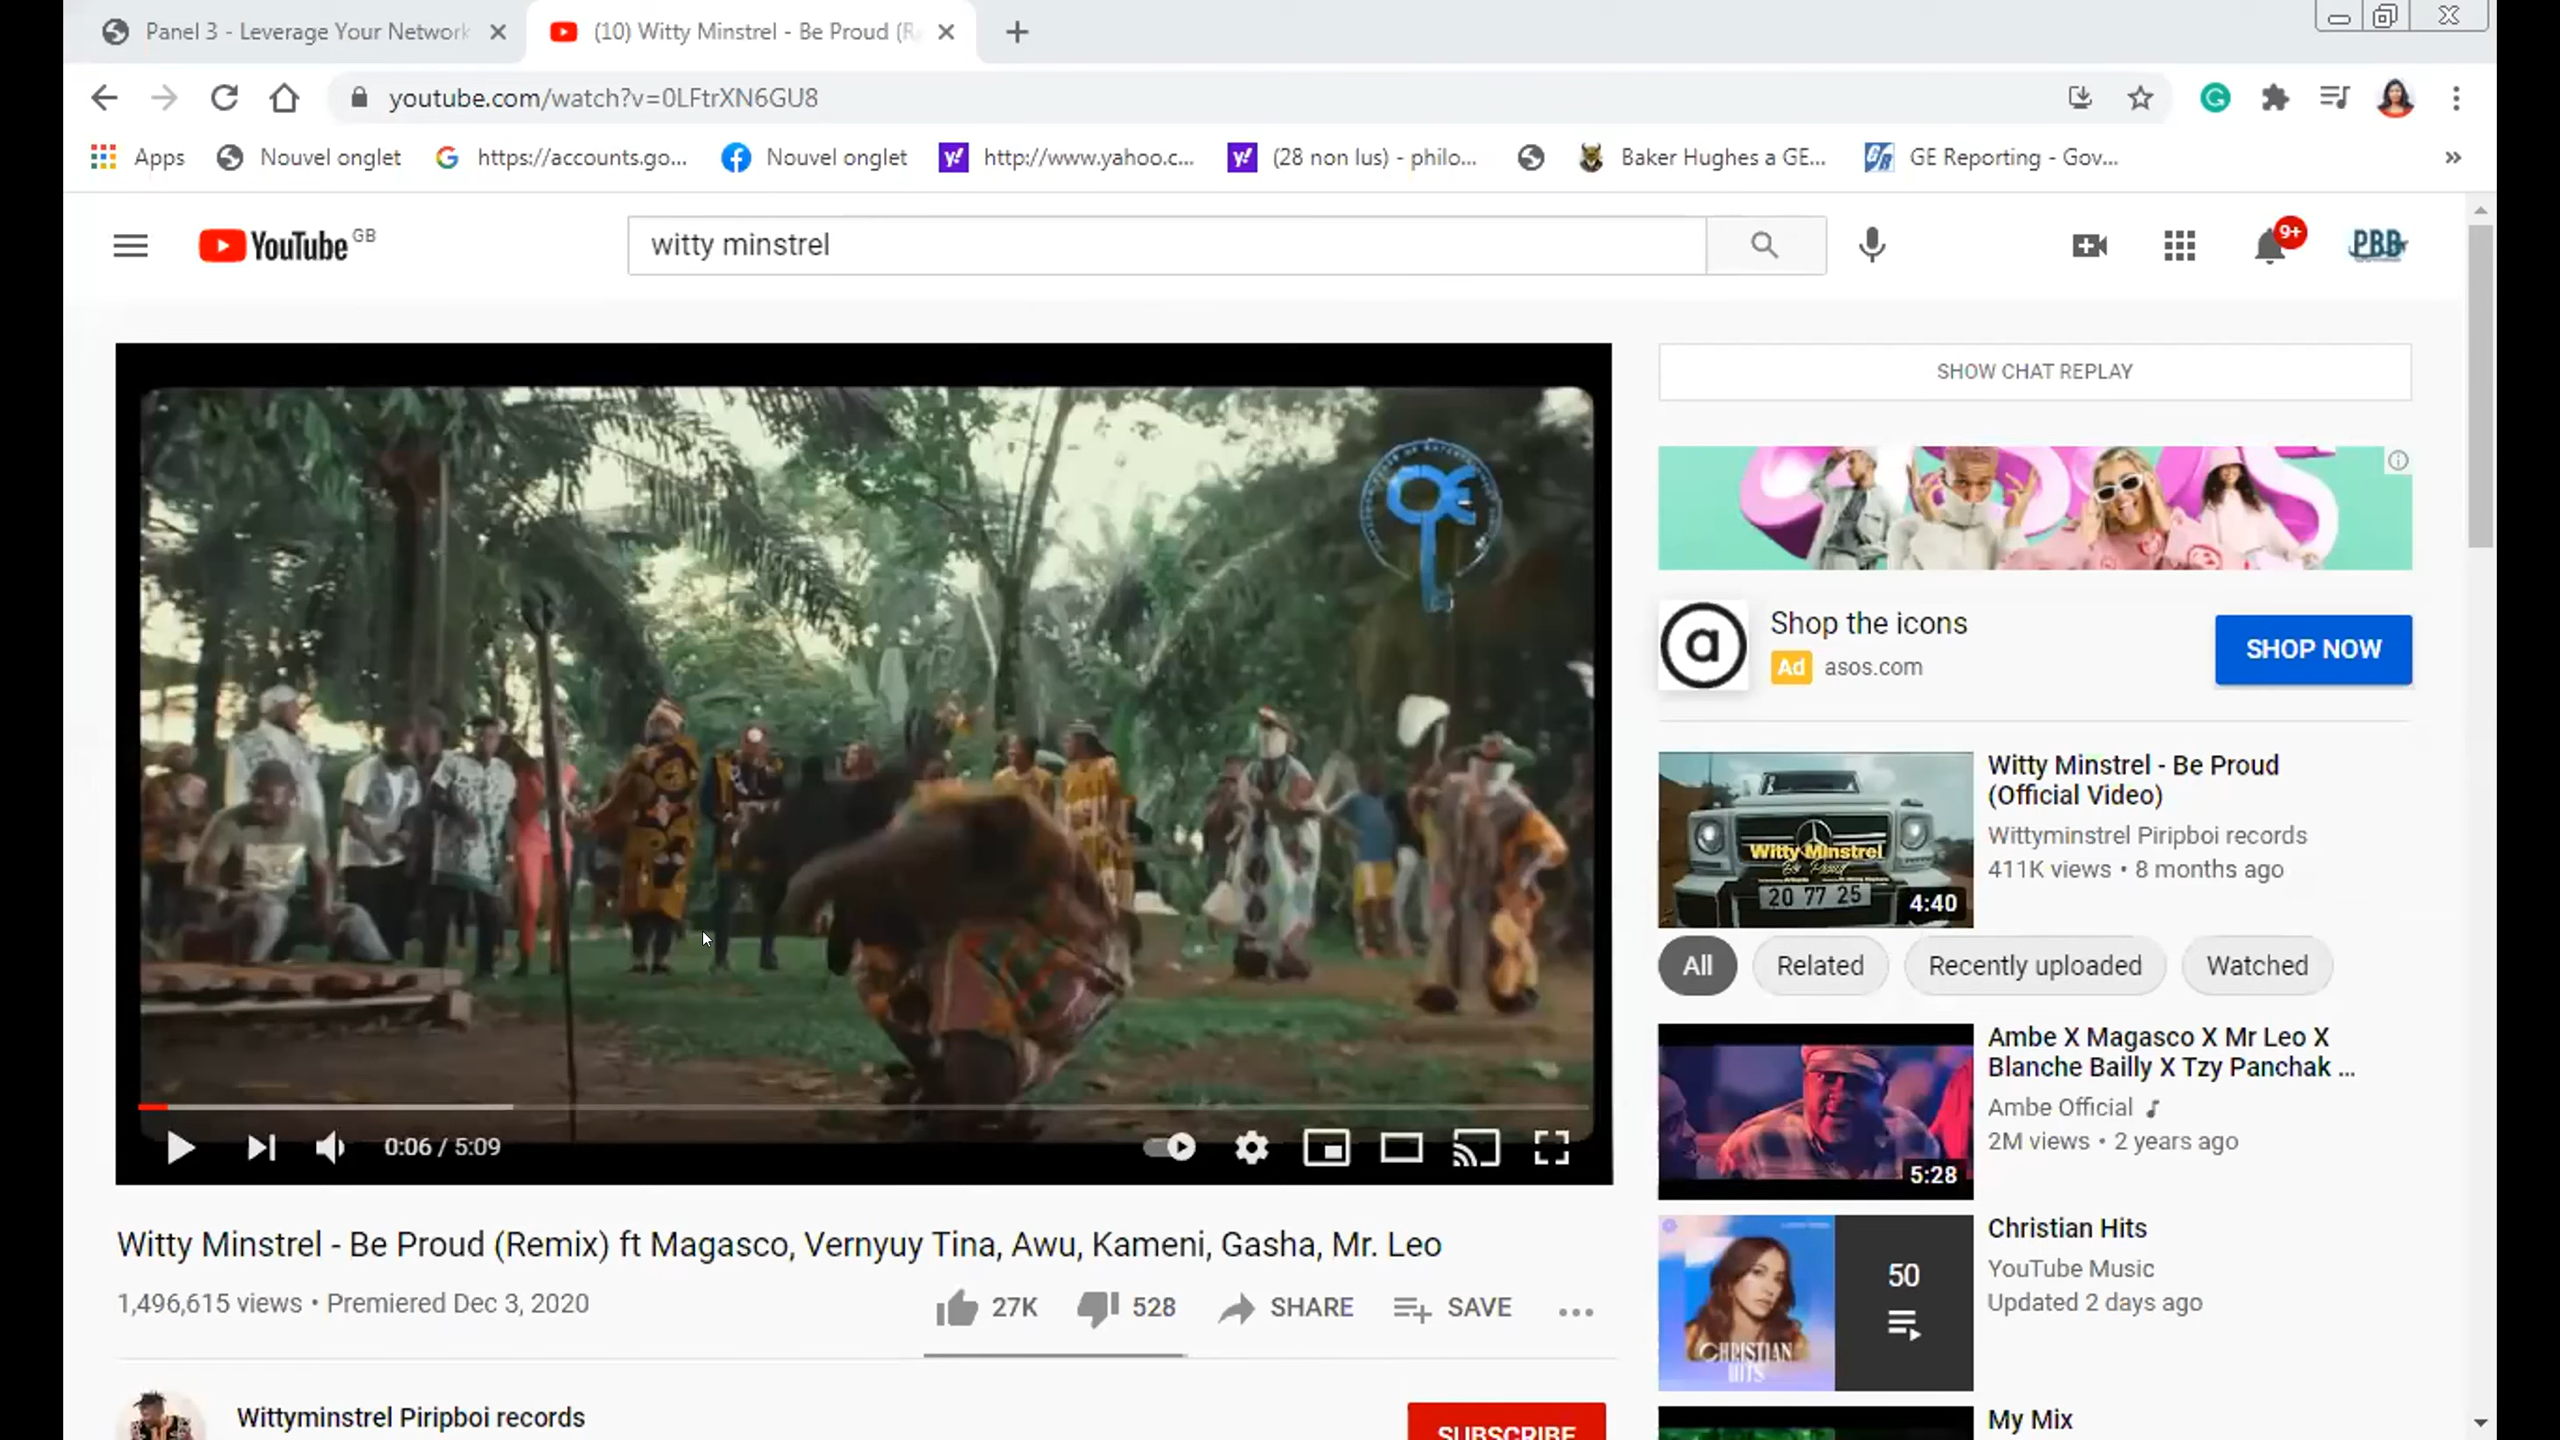 Panel 3 - Leverage Your Network
(10) Witty Minstrel - Be Proud (R
youtube.com/watch?v=0LFtrXN6GU8
Apps
Nouvel onglet
https://accounts.go...
Nouvel onglet
http://www.yahoo.c...
(28 non lus) - philo...
Baker Hughes a GE...
GE Reporting - Gov...
YouTube GB
witty minstrel
9+
PBB
SHOW CHAT REPLAY
Shop the icons
Ad asos.com
SHOP NOW
Witty Minstrel
20 77 25
4:40
Witty Minstrel - Be Proud
(Official Video)
Wittyminstrel Piripboi records
411K views • 8 months ago
All
Related
Recently uploaded
Watched
5:28
Ambe X Magasco X Mr Leo X
Blanche Bailly X Tzy Panchak ...
Ambe Official
2M views • 2 years ago
0:06 / 5:09
Witty Minstrel - Be Proud (Remix) ft Magasco, Vernyuy Tina, Awu, Kameni, Gasha, Mr. Leo
1,496,615 views • Premiered Dec 3, 2020
27K
528
SHARE
SAVE
CHRISTIAN
HITS
50
Christian Hits
YouTube Music
Updated 2 days ago
Wittyminstrel Piripboi records
SUBSCRIBE
My Mix